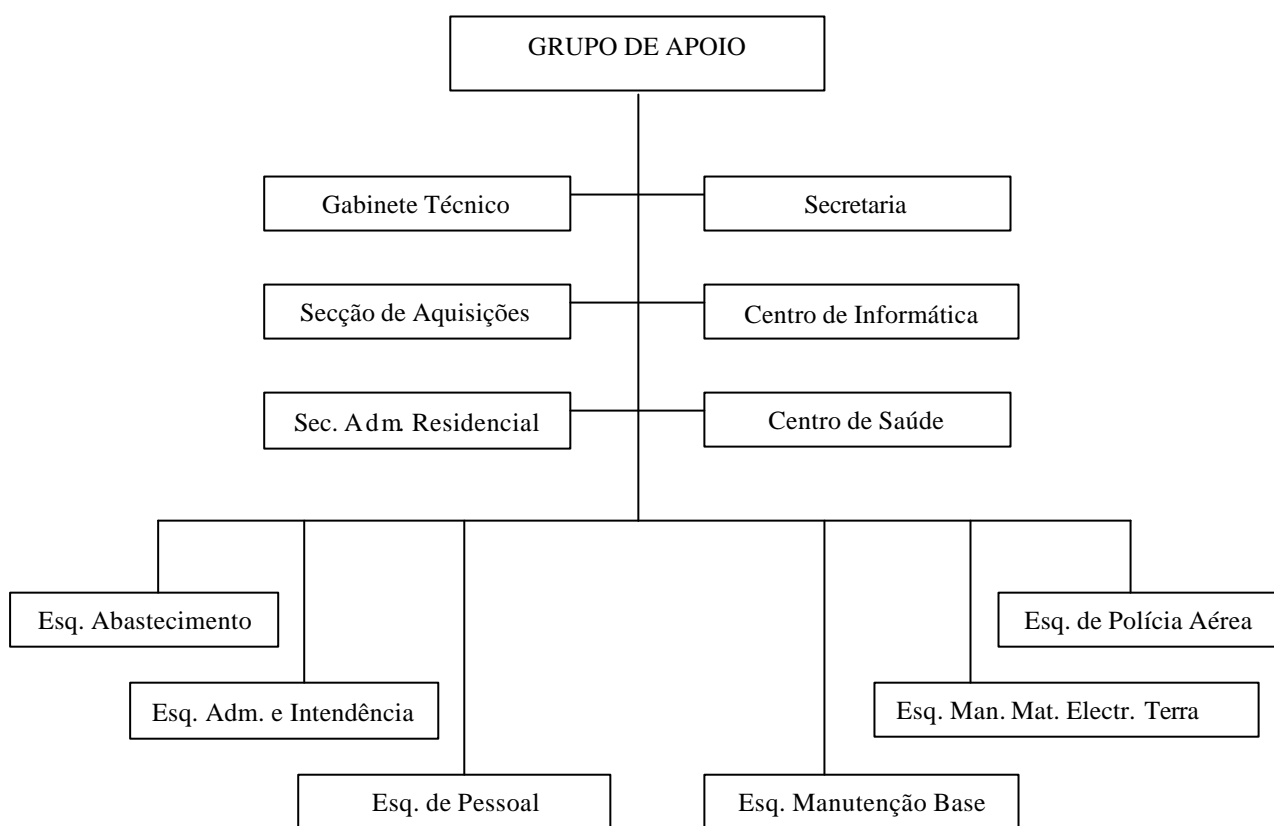 GRUPO DE APOIO
Gabinete Técnico
Secretaria
Secção de Aquisições
Centro de Informática
Sec. Adm. Residencial
Centro de Saúde
Esq. Abastecimento
Esq. de Polícia Aérea
Esq. Adm. e Intendência
Esq. Man. Mat. Electr. Terra
Esq. de Pessoal
Esq. Manutenção Base